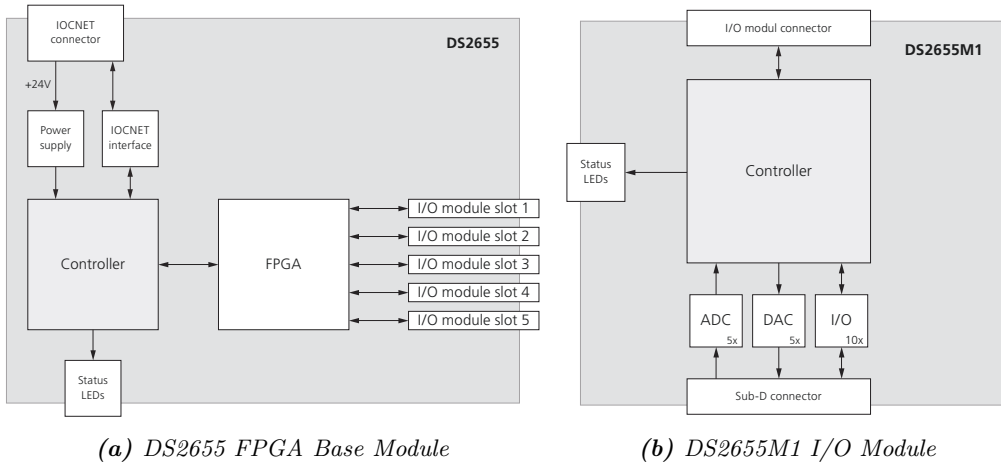 IOCNET
connector
DS2655
+24V
Power
supply
IOCNET
interface
Controller
FPGA
I/O module slot 1
I/O module slot 2
I/O module slot 3
I/O module slot 4
I/O module slot 5
Status
LEDs
(a) DS2655 FPGA Base Module
I/O modul connector
DS2655M1
Controller
Status
LEDs
ADC
5x
DAC
5x
I/O
10x
Sub-D connector
(b) DS2655M1 I/O Module